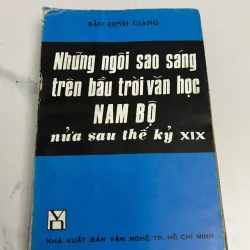 BẢO ĐỊNH GIANG
Những ngôi sao sáng
trên bầu trời văn học
NAM BỘ
nửa sau thế kỷ XIX
NHÀ XUẤT BẢN VĂN NGHỆ TP. HỒ CHÍ MINH